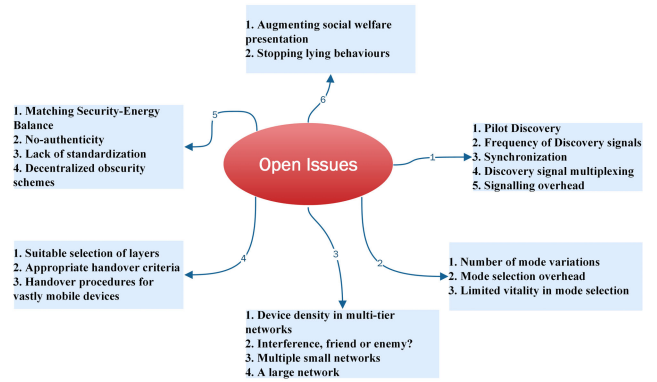 1. Augmenting social welfare
presentation
2. Stopping lying behaviours
6
1. Matching Security-Energy
Balance
2. No-authenticity
3. Lack of standardization
4. Decentralized obscurity
schemes
5
Open Issues
1
1. Pilot Discovery
2. Frequency of Discovery signals
3. Synchronization
4. Discovery signal multiplexing
5. Signalling overhead
1. Suitable selection of layers
2. Appropriate handover criteria
3. Handover procedures for
vastly mobile devices
4
3
2
1. Number of mode variations
2. Mode selection overhead
3. Limited vitality in mode selection
1. Device density in multi-tier
networks
2. Interference, friend or enemy?
3. Multiple small networks
4. A large network